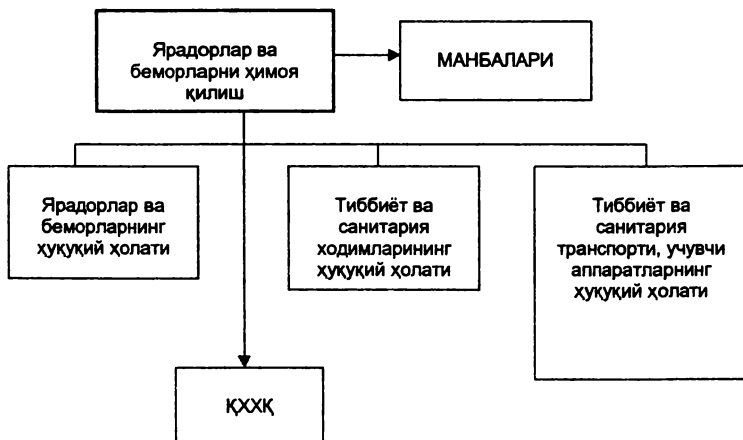 Ярадорлар ва
беморларни ҳимоя
қилиш
МАНБАЛАРИ
Ярадорлар ва
беморларнинг
ҳуқуқий ҳолати
Тиббиёт ва
санитария
ходимларининг
ҳуқуқий ҳолати
Тиббиёт ва
санитария
транспорти, учувчи
аппаратларнинг
ҳуқуқий ҳолати
ҚХХҚ